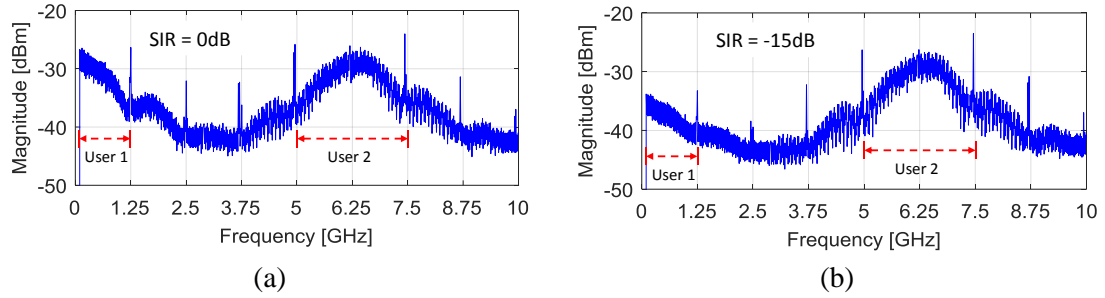 -20
SIR = 0dB
-30
-40
User 1
User 2
-50
0 1.25 2.5 3.75 5 6.25 7.5 8.75 10
Magnitude [dBm]
Frequency [GHz]
(a)
-20
SIR = -15dB
-30
-40
User 1
User 2
-50
0 1.25 2.5 3.75 5 6.25 7.5 8.75 10
Magnitude [dBm]
Frequency [GHz]
(b)